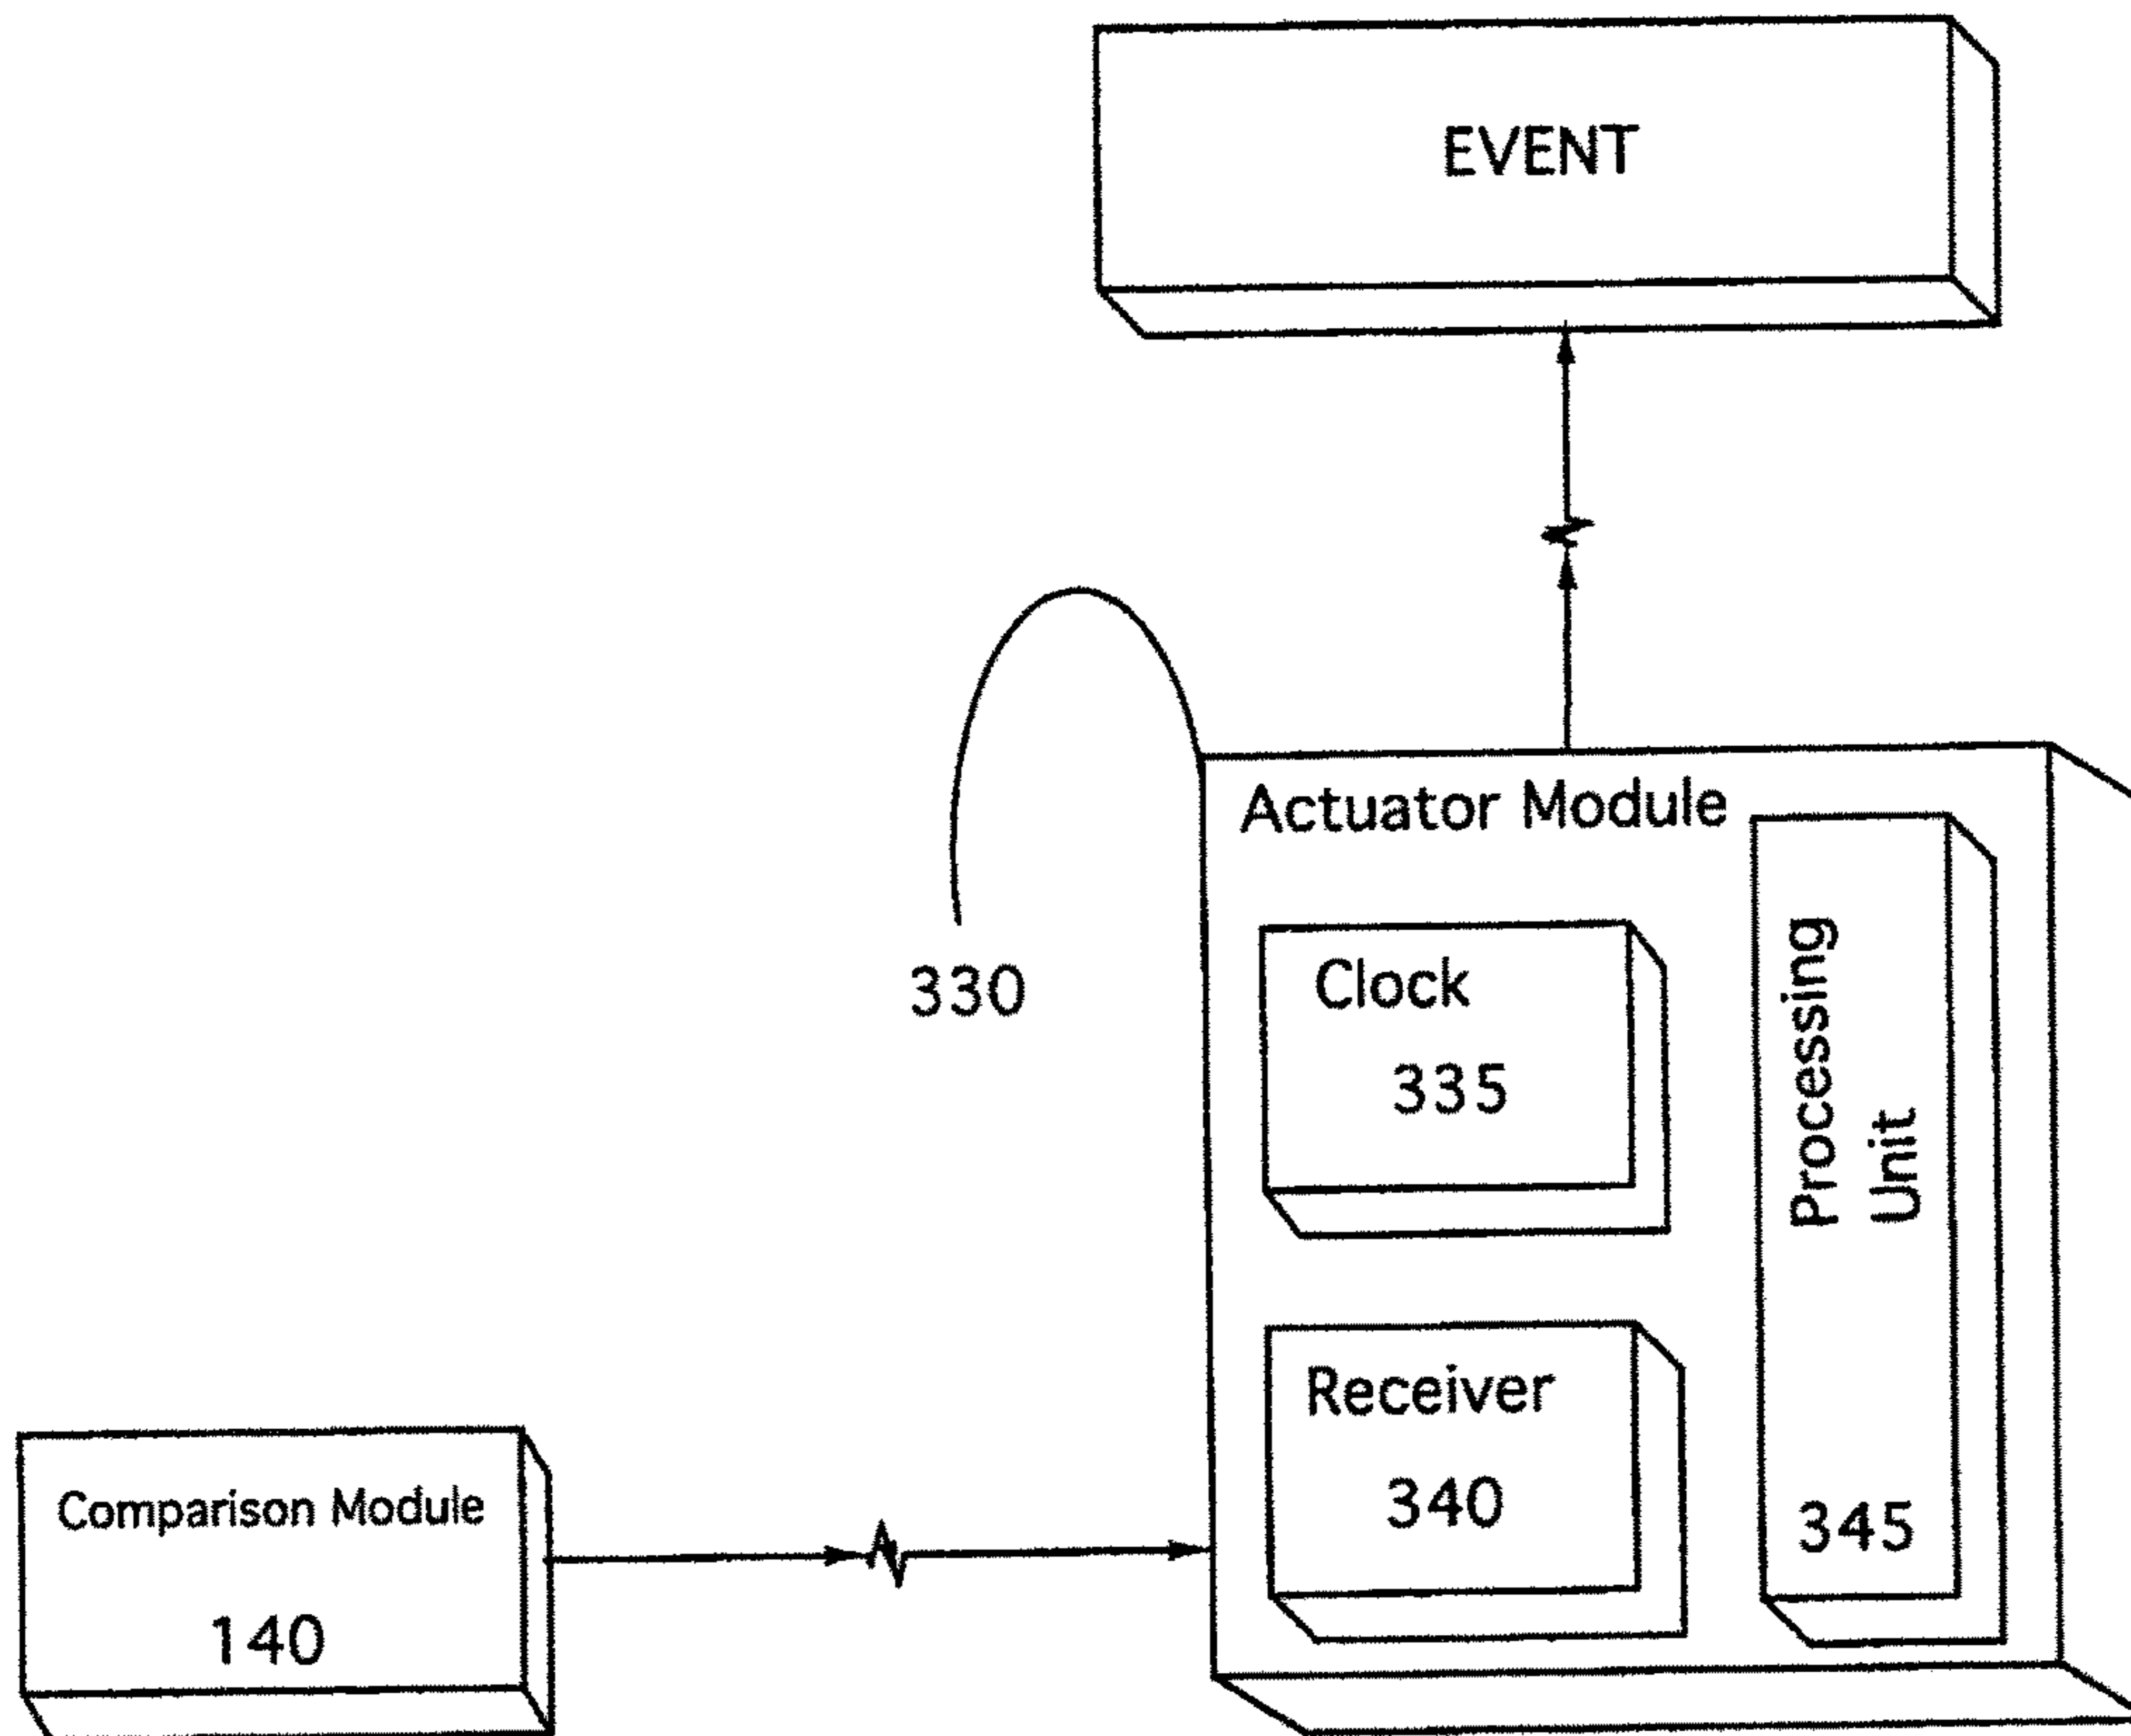 EVENT
330
Actuator Module
Clock
335
Receiver
340
Processing
Unit
345
Comparison Module
140